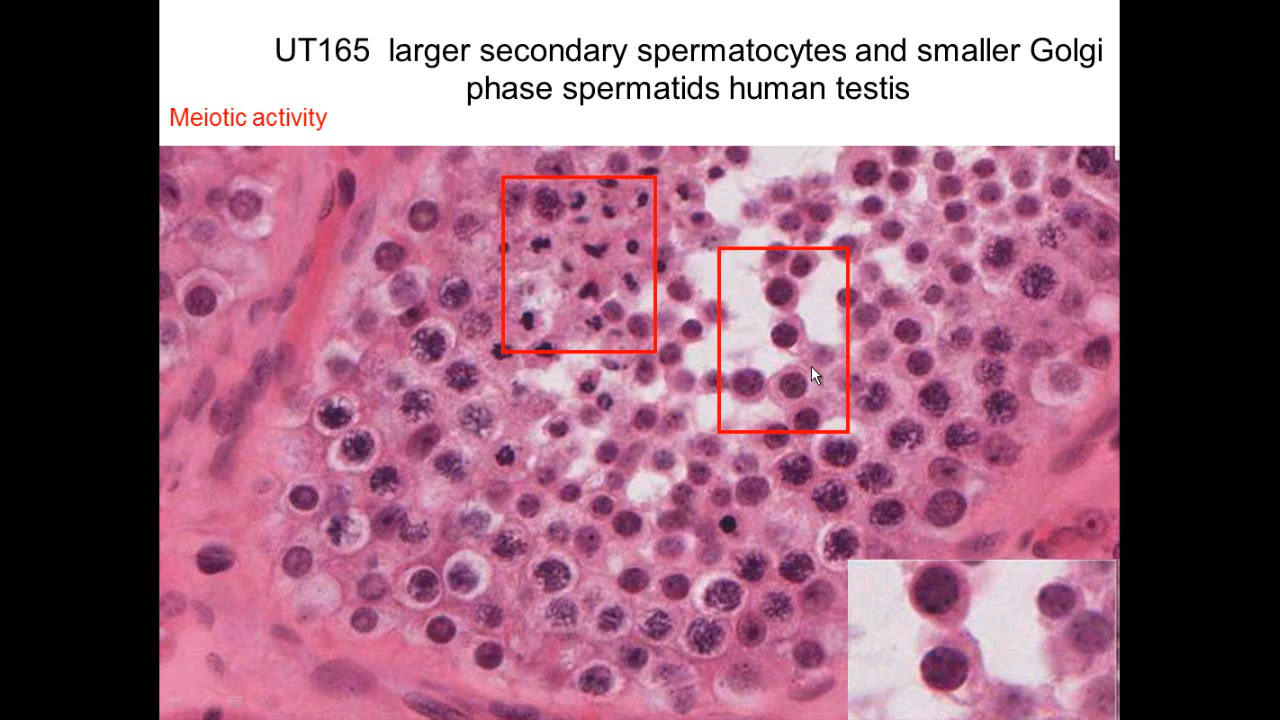 UT165  larger secondary spermatocytes and smaller Golgi
phase spermatids human testis
Meiotic activity